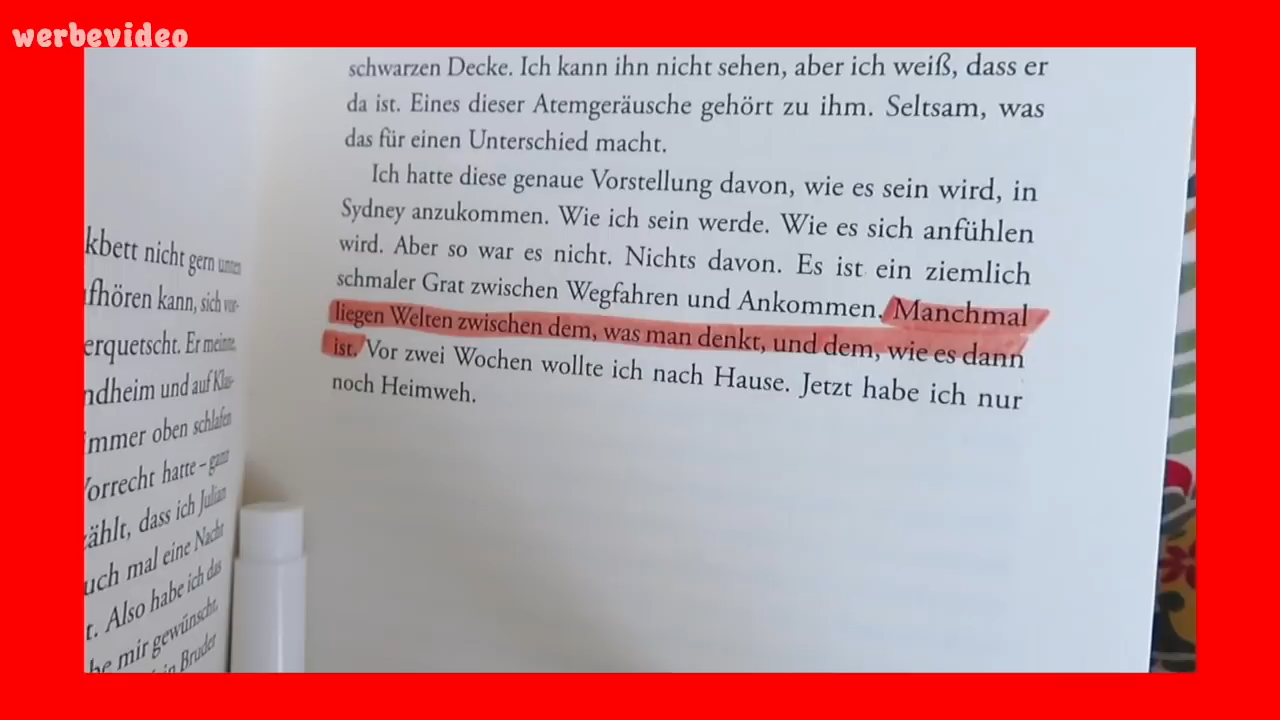 werbevideo
kbett nicht gern unten
fhören kann, sich vor-
erquetscht. Er meinte,
ndheim und auf Klas-
immer oben schlafen
Vorrecht hatte – ganz
zählt, dass ich Julian
uch mal eine Nacht
t. Also habe ich das
be mir gewünscht,
in Bruder
schwarzen Decke. Ich kann ihn nicht sehen, aber ich weiß, dass er
da ist. Eines dieser Atemgeräusche gehört zu ihm. Seltsam, was
das für einen Unterschied macht.
Ich hatte diese genaue Vorstellung davon, wie es sein wird, in
Sydney anzukommen. Wie ich sein werde. Wie es sich anfühlen
wird. Aber so war es nicht. Nichts davon. Es ist ein ziemlich
schmaler Grat zwischen Wegfahren und Ankommen. Manchmal
liegen Welten zwischen dem, was man denkt, und dem, wie es dann
ist. Vor zwei Wochen wollte ich nach Hause. Jetzt habe ich nur
noch Heimweh.